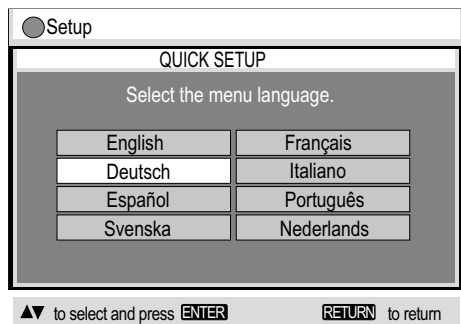 Setup
QUICK SETUP
Select the menu language.
English Français
Deutsch Italiano
Español Português
Svenska Nederlands
▲▼ to select and press ENTER RETURN to return